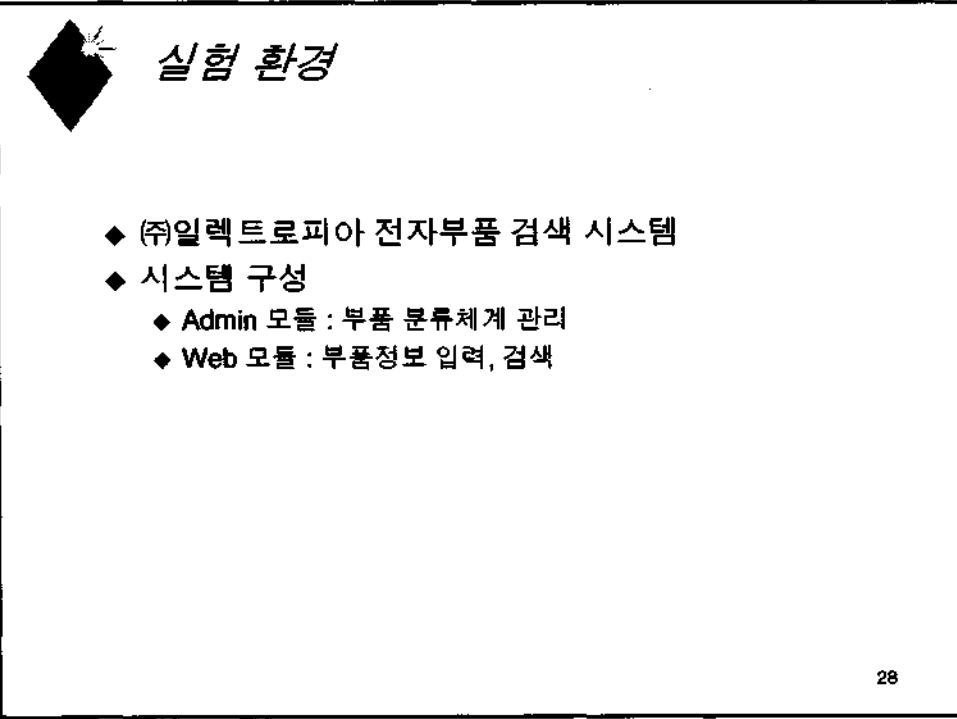 실험 환경
◆ ㈜일렉트로피아 전자부품 검색 시스템
◆ 시스템 구성
◆ Admin 모듈 : 부품 분류체계 관리
◆ Web 모듈 : 부품정보 입력, 검색
28